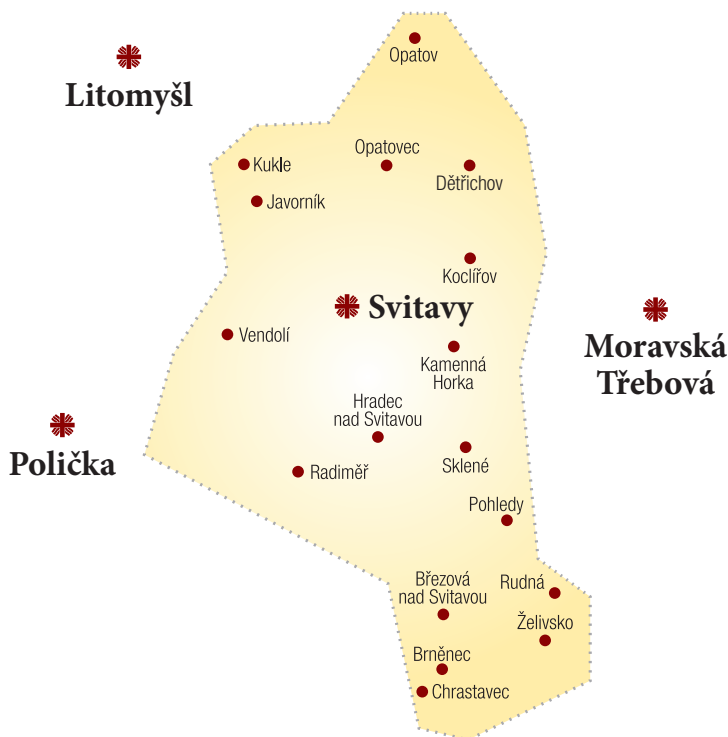 Opatov
Litomyšl
Opatovec
Kukle
Dětřichov
Javorník
Koclířov
Svitavy
Vendolí
Moravská
Třebová
Kamenná
Horka
Hradec
nad Svitavou
Polička
Sklené
Radiměř
Pohledy
Březová
nad Svitavou
Rudná
Želivsko
Brněnec
Chrastavec